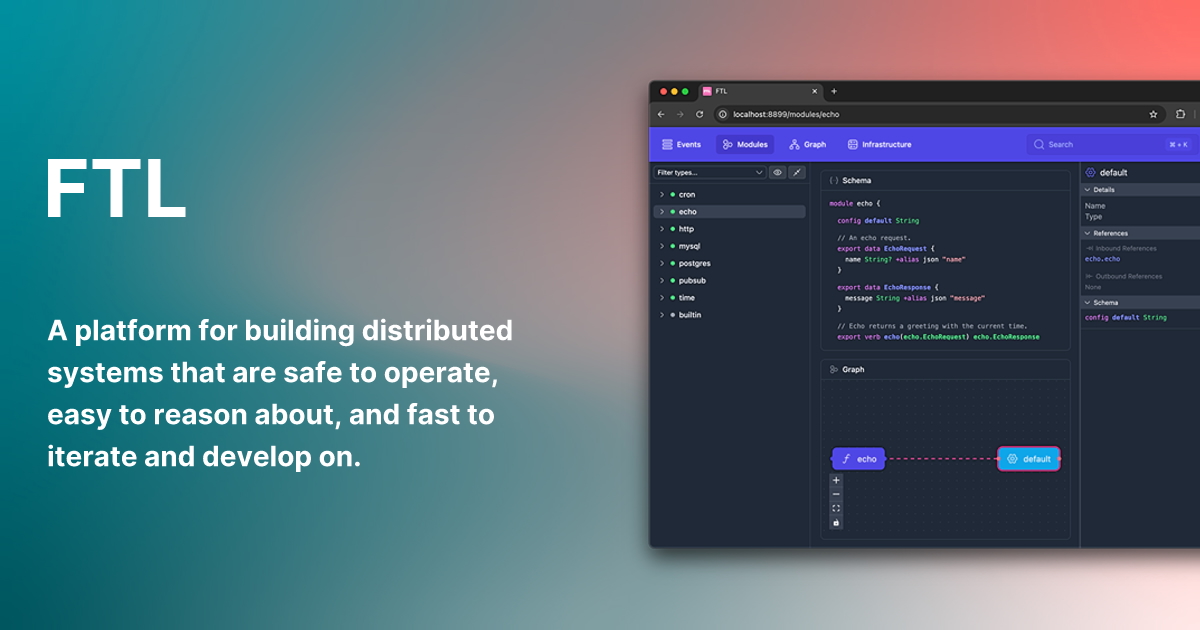 FTL
A platform for building distributed
systems that are safe to operate,
easy to reason about, and fast to
iterate and develop on.
FTL
localhost:8899/modules/echo
Events Modules Graph Infrastructure Search ⌘ + K
Filter types...
cron
echo
http
mysql
postgres
pubsub
time
builtin
Schema
module echo {
config default String
// An echo request.
export data EchoRequest {
name String? +alias json "name"
}
export data EchoResponse {
message String +alias json "message"
}
// Echo returns a greeting with the current time.
export verb echo(echo.EchoRequest) echo.EchoResponse
Graph
echo
default
default
Details
Name
Type
References
Inbound References
echo.echo
Outbound References
None
Schema
config default String